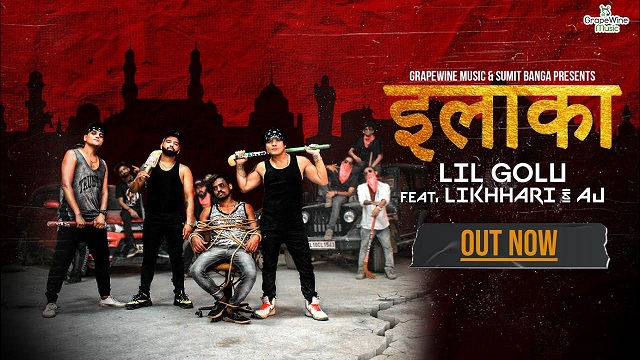 GrapeWine
Music
GRAPEWINE MUSIC & SUMIT BANGA PRESENTS
इलाका
LIL GOLU
FEAT. LIKHHARI & AJ
OUT NOW